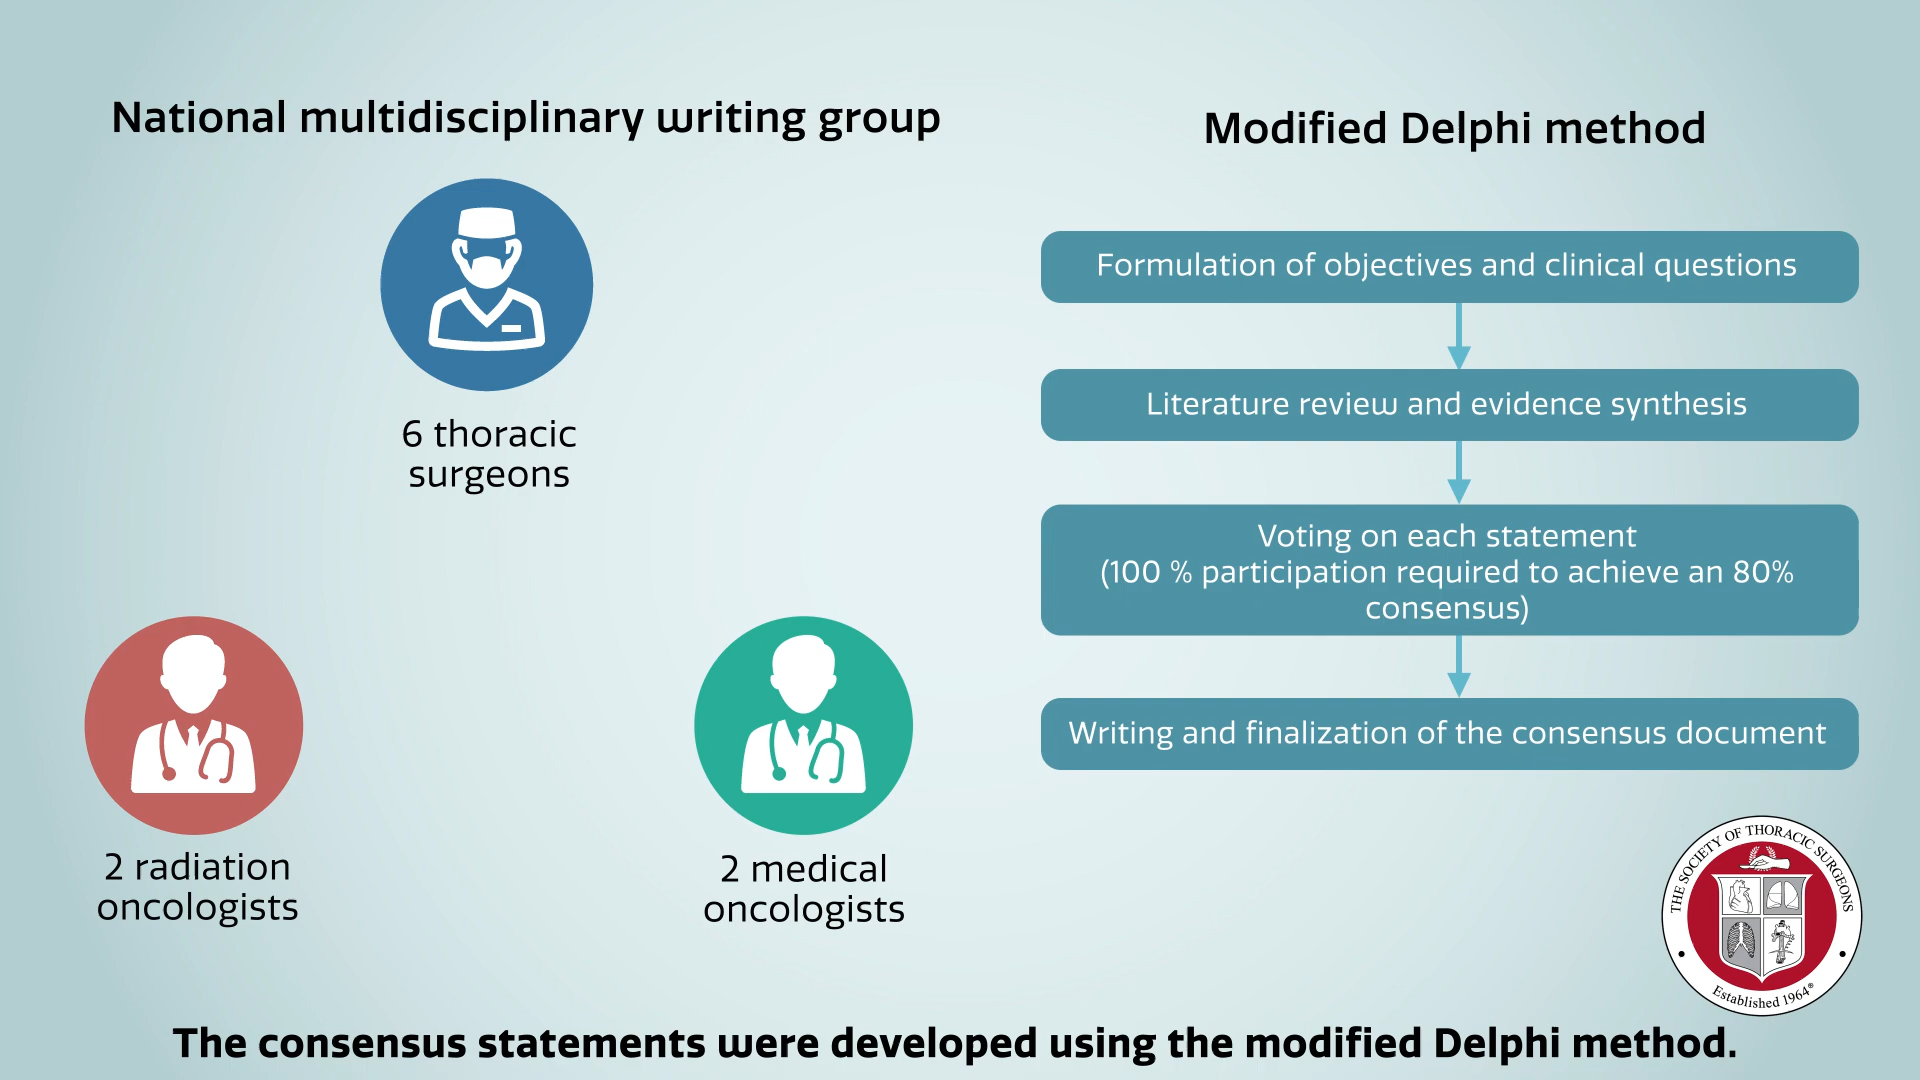 National multidisciplinary writing group
6 thoracic
surgeons
2 radiation
oncologists
2 medical
oncologists
Modified Delphi method
Formulation of objectives and clinical questions
Literature review and evidence synthesis
Voting on each statement
(100 % participation required to achieve an 80%
consensus)
Writing and finalization of the consensus document
THE SOCIETY OF THORACIC SURGEONS
Established 1964®
The consensus statements were developed using the modified Delphi method.